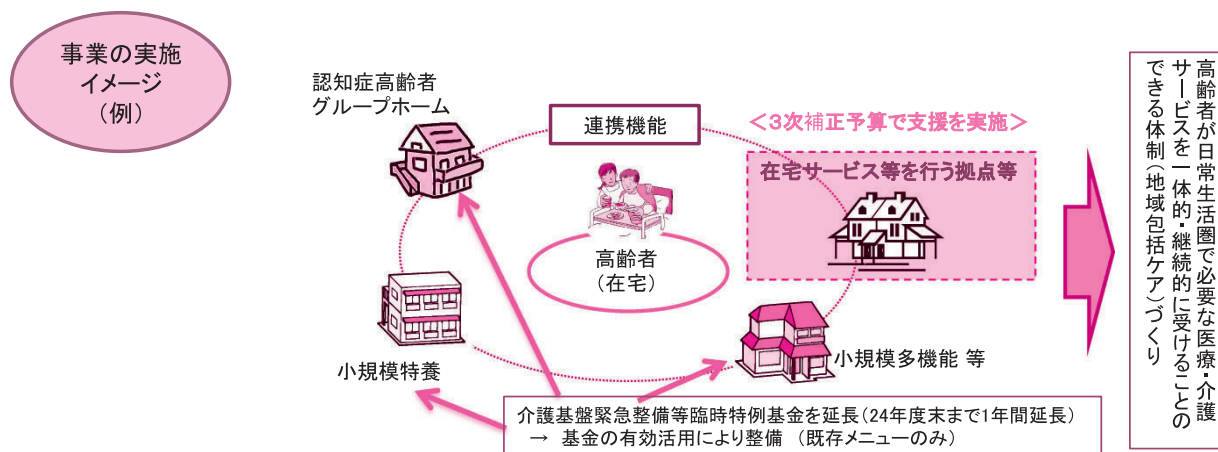 事業の実施
イメージ
(例)
認知症高齢者
グループホーム
連携機能
＜３次補正予算で支援を実施＞
在宅サービス等を行う拠点等
高齢者
(在宅)
小規模特養
小規模多機能 等
介護基盤緊急整備等臨時特例基金を延長(24年度末まで1年間延長)
→ 基金の有効活用により整備 (既存メニューのみ)
高齢者が日常生活圏で必要な医療・介護
サービスを一体的・継続的に受けることの
できる体制(地域包括ケア)づくり